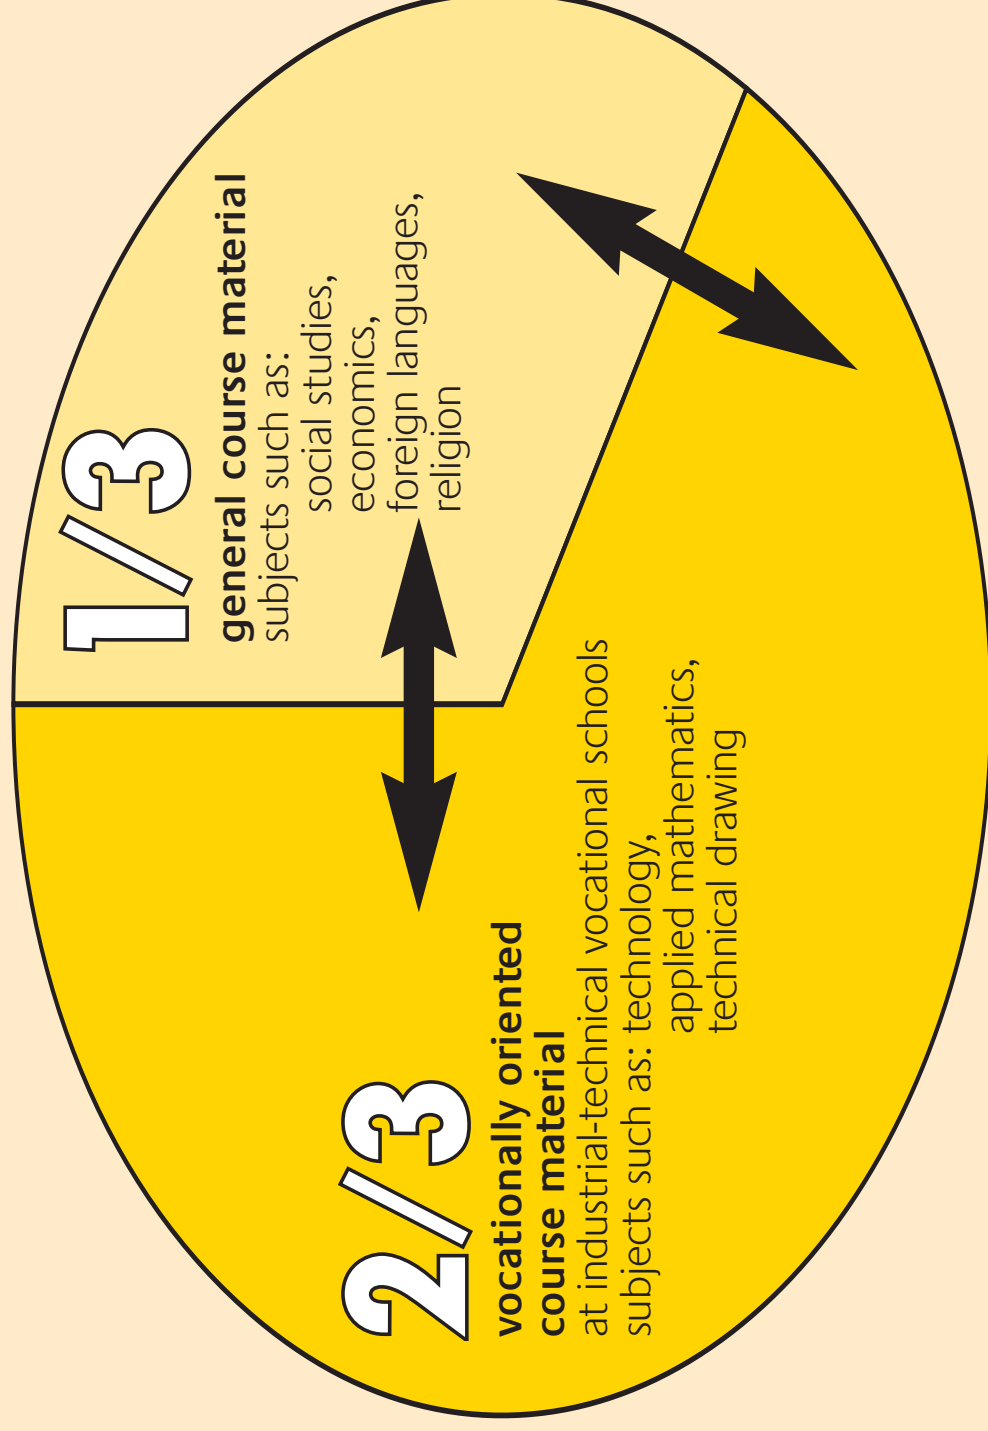 1/3
general course material
subjects such as:
social studies,
economics,
foreign languages,
religion
2/3
vocationally oriented
course material
at industrial-technical vocational schools
subjects such as: technology,
applied mathematics,
technical drawing